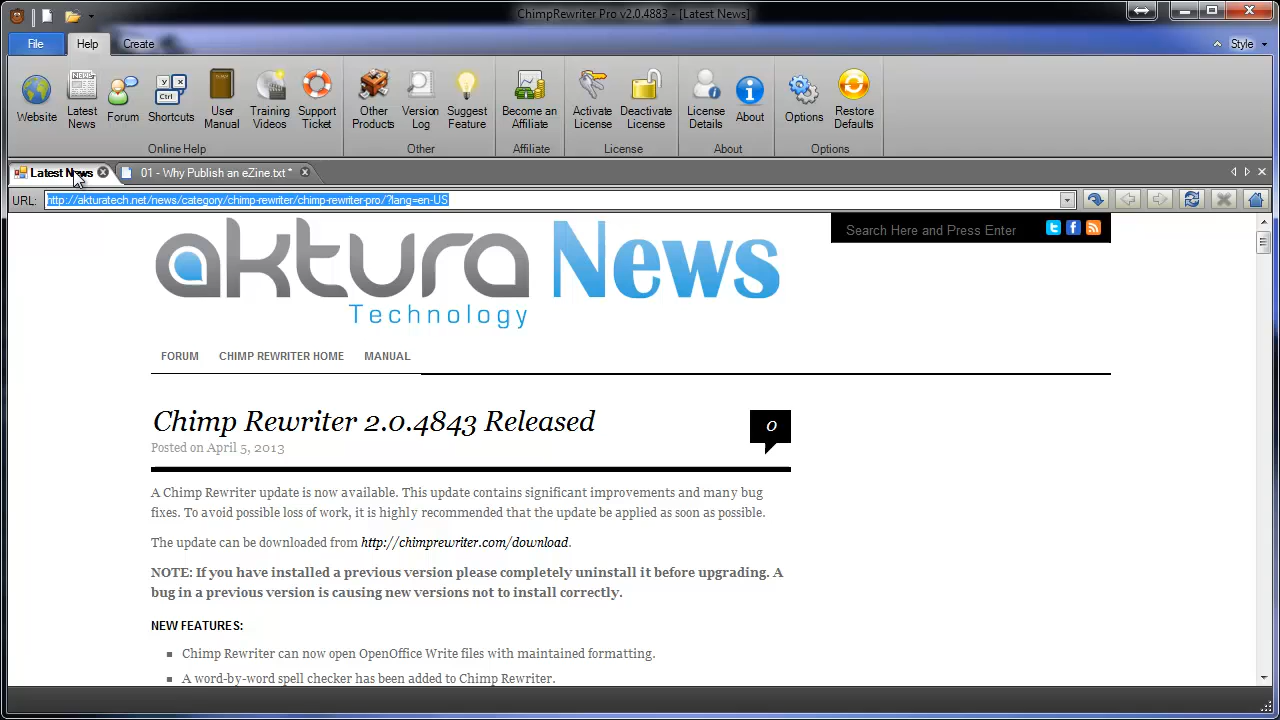 ChimpRewriter Pro v2.0.4883 - [Latest News]
File
Help
Create
Style
Website
Latest News
Forum
Y
X
Ctrl
Shortcuts
User Manual
Training Videos
Support Ticket
Other Products
Version Log
Suggest Feature
Become an Affiliate
Activate License
Deactivate License
License Details
About
Options
Restore Defaults
Online Help
Other
Affiliate
License
About
Options
Latest News
01 - Why Publish an eZine.txt *
URL:
http://akturatech.net/news/category/chimp-rewriter/chimp-rewriter-pro/?lang=en-US
aktura News
Technology
Search Here and Press Enter
FORUM
CHIMP REWRITER HOME
MANUAL
Chimp Rewriter 2.0.4843 Released
0
Posted on April 5, 2013
A Chimp Rewriter update is now available. This update contains significant improvements and many bug
fixes. To avoid possible loss of work, it is highly recommended that the update be applied as soon as possible.
The update can be downloaded from http://chimprewriter.com/download.
NOTE: If you have installed a previous version please completely uninstall it before upgrading. A
bug in a previous version is causing new versions not to install correctly.
NEW FEATURES:
Chimp Rewriter can now open OpenOffice Write files with maintained formatting.
A word-by-word spell checker has been added to Chimp Rewriter.